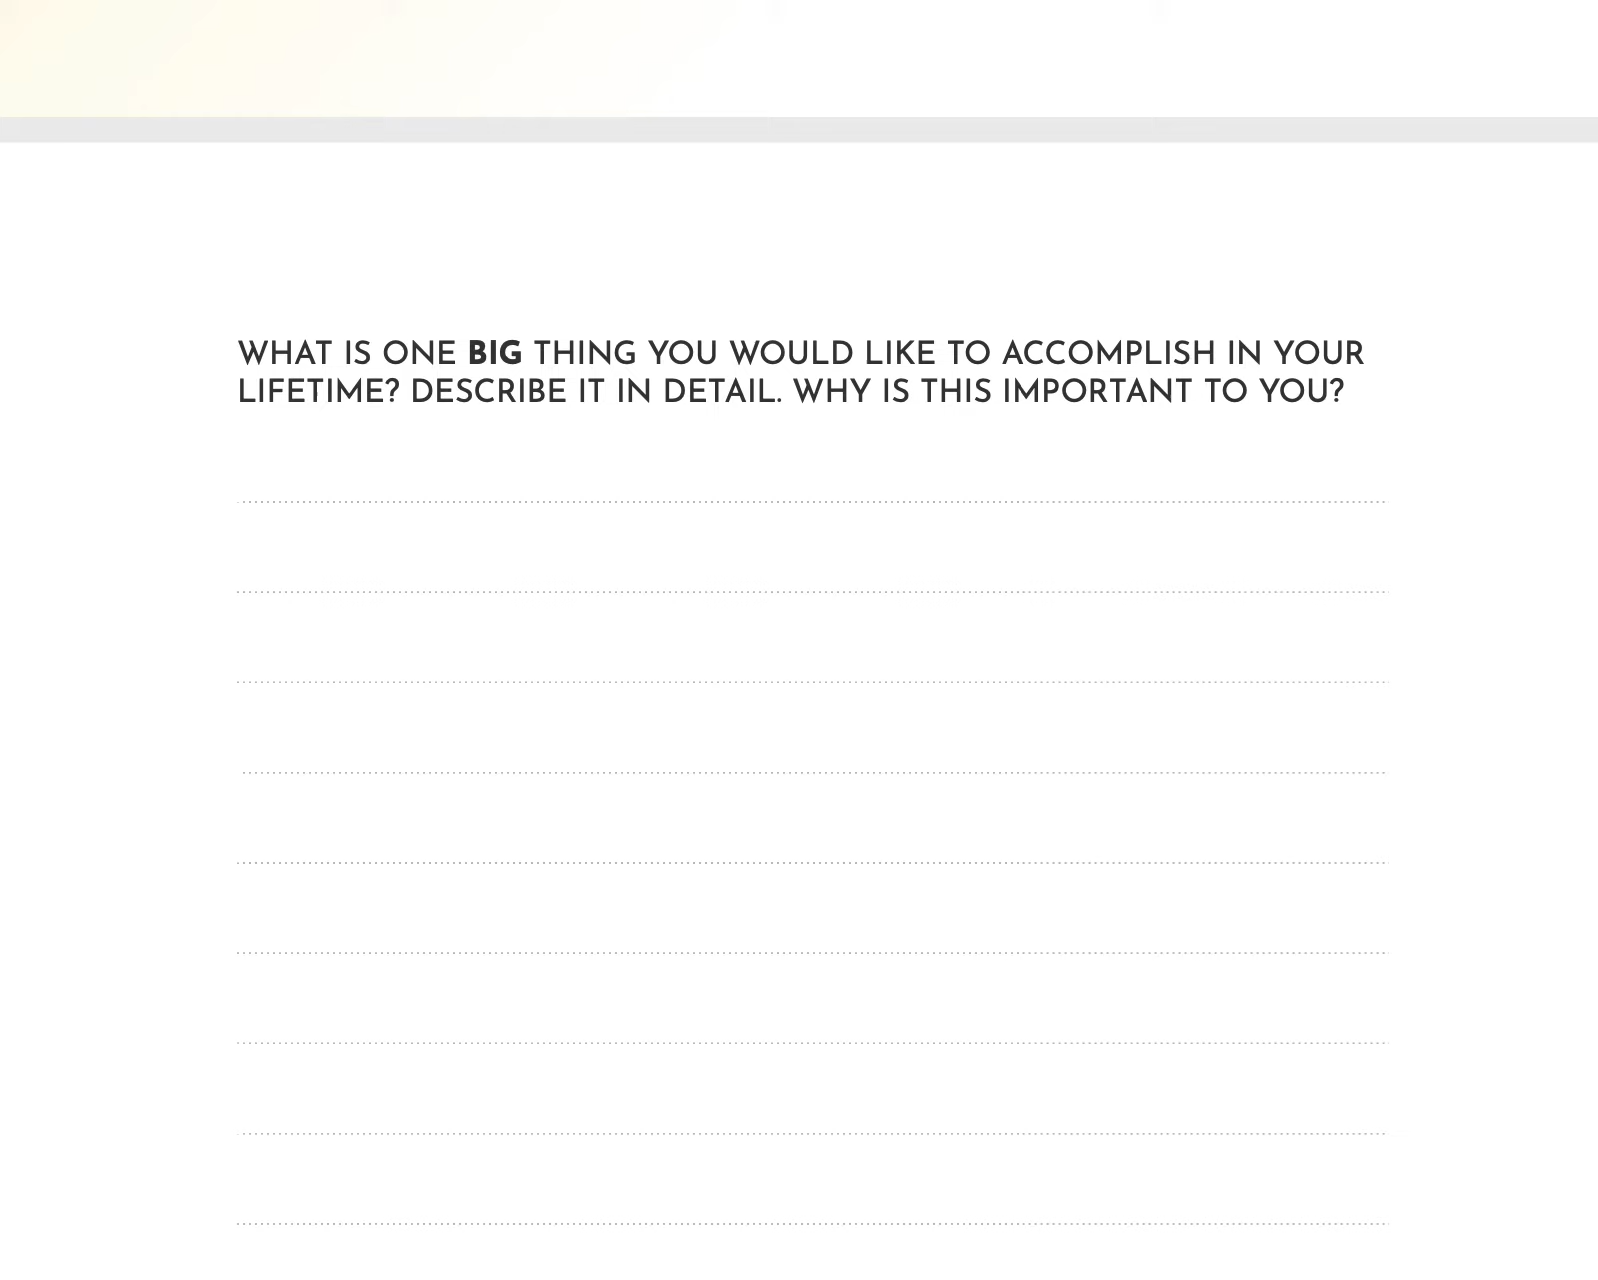 WHAT IS ONE BIG THING YOU WOULD LIKE TO ACCOMPLISH IN YOUR
LIFETIME? DESCRIBE IT IN DETAIL. WHY IS THIS IMPORTANT TO YOU?